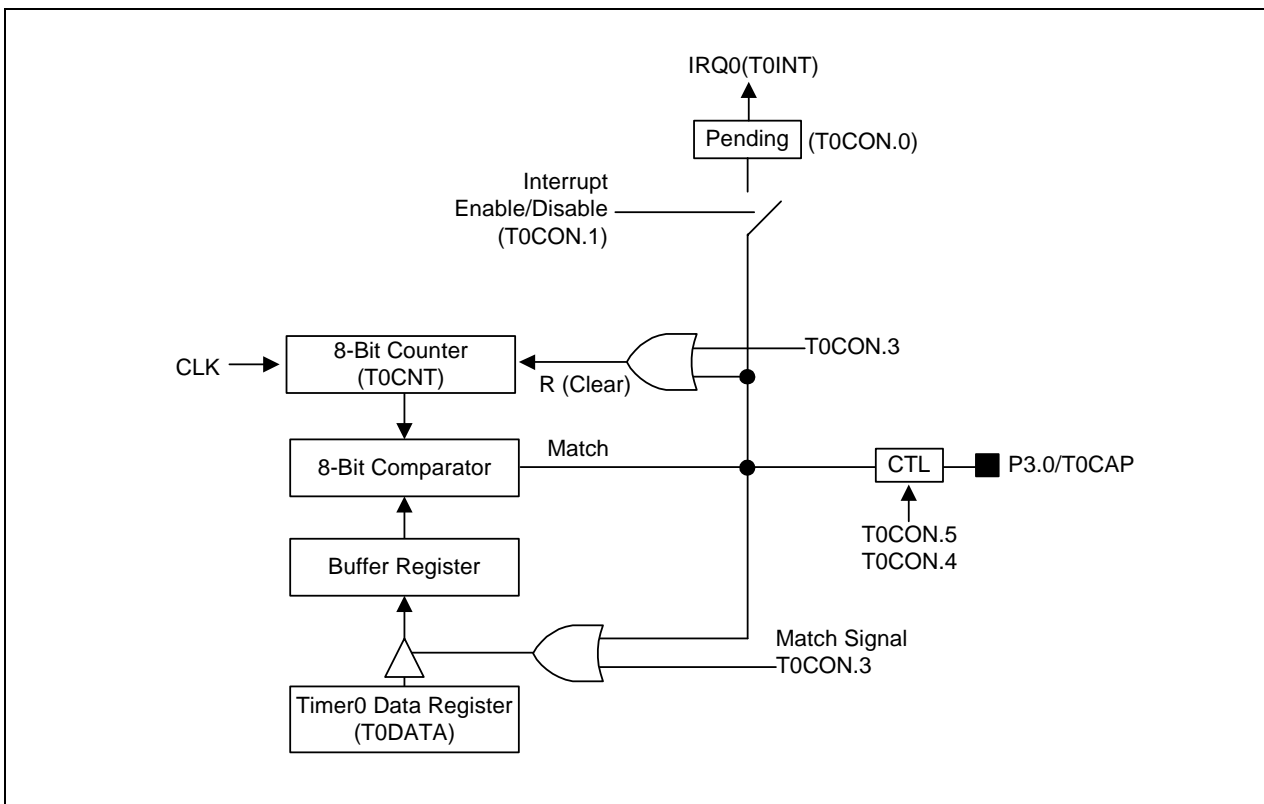 IRQ0(T0INT)
Pending
(T0CON.0)
Interrupt
Enable/Disable
(T0CON.1)
T0CON.3
CLK
8-Bit Counter
(T0CNT)
R (Clear)
8-Bit Comparator
Match
CTL
P3.0/T0CAP
T0CON.5
T0CON.4
Buffer Register
Match Signal
T0CON.3
Timer0 Data Register
(T0DATA)